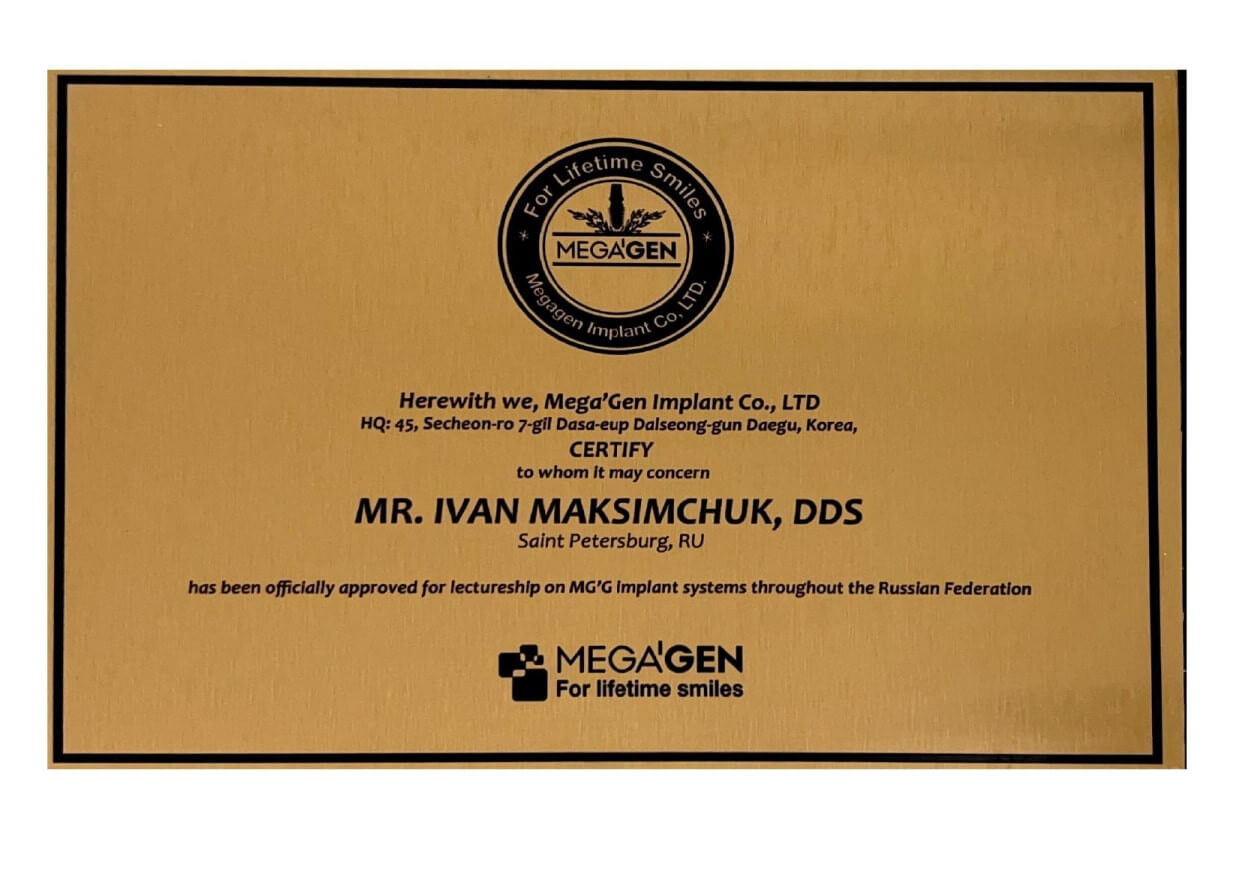 For Lifetime Smiles
MEGA'GEN
Megagen Implant Co, LTD.
Herewith we, Mega'Gen Implant Co., LTD
HQ: 45, Secheon-ro 7-gil Dasa-eup Dalseong-gun Daegu, Korea,
CERTIFY
to whom it may concern
MR. IVAN MAKSIMCHUK, DDS
Saint Petersburg, RU
has been officially approved for lectureship on MG'G implant systems throughout the Russian Federation
MEGA'GEN
For lifetime smiles